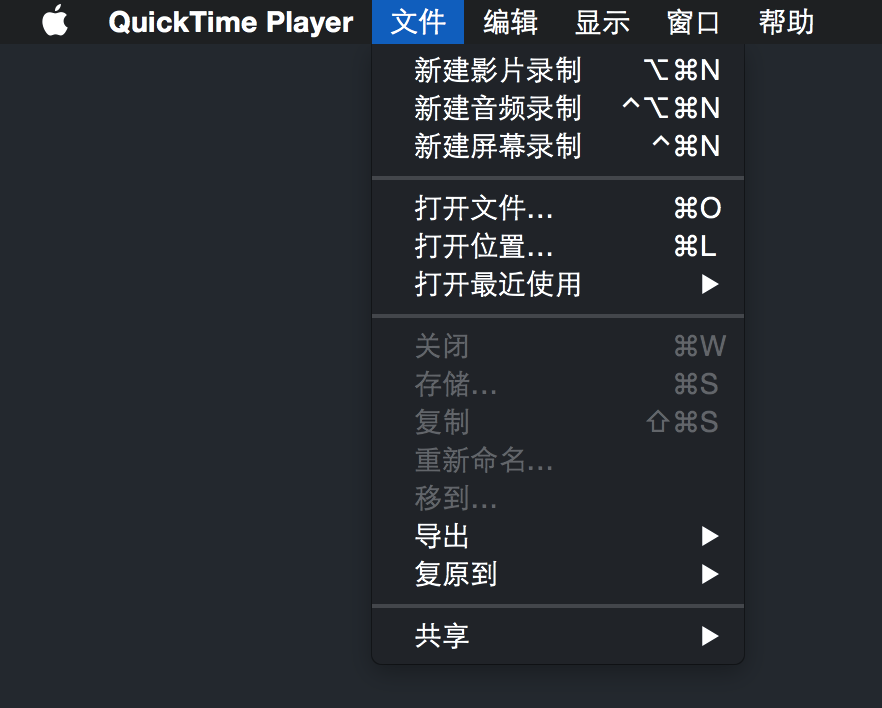 QuickTime Player 文件 编辑 显示 窗口 帮助
新建影片录制 ⌥⌘N
新建音频录制 ^⌥⌘N
新建屏幕录制 ^⌘N
打开文件... ⌘O
打开位置... ⌘L
打开最近使用 ▶
关闭 ⌘W
存储... ⌘S
复制 ⇧⌘S
重新命名...
移到...
导出 ▶
复原到 ▶
共享 ▶